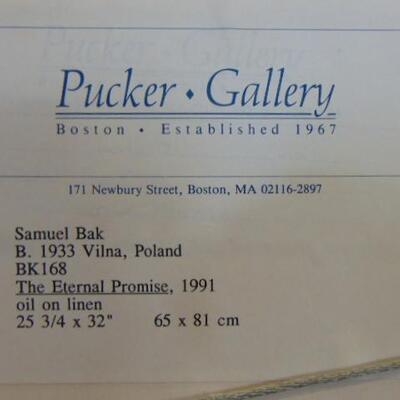 Pucker • Gallery
Boston • Established 1967
171 Newbury Street, Boston, MA 02116-2897
Samuel Bak
B. 1933 Vilna, Poland
BK168
The Eternal Promise, 1991
oil on linen
25 3/4 x 32" 65 x 81 cm